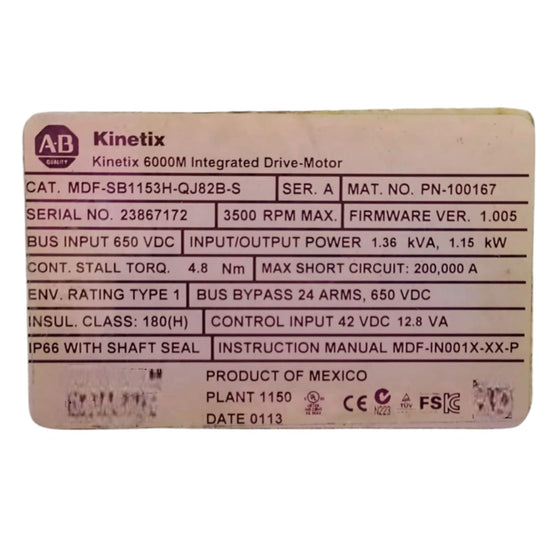 A-B
QUALITY
Kinetix
Kinetix 6000M Integrated Drive-Motor
CAT. MDF-SB1153H-QJ82B-S SER. A MAT. NO. PN-100167
SERIAL NO. 23867172 3500 RPM MAX. FIRMWARE VER. 1.005
BUS INPUT 650 VDC INPUT/OUTPUT POWER 1.36 kVA, 1.15 kW
CONT. STALL TORQ. 4.8 Nm MAX SHORT CIRCUIT: 200,000 A
ENV. RATING TYPE 1 BUS BYPASS 24 ARMS, 650 VDC
INSUL. CLASS: 180(H) CONTROL INPUT 42 VDC 12.8 VA
IP66 WITH SHAFT SEAL INSTRUCTION MANUAL MDF-IN001X-XX-P
PRODUCT OF MEXICO
PLANT 1150
DATE 0113
CE N223 TÜV FS KC